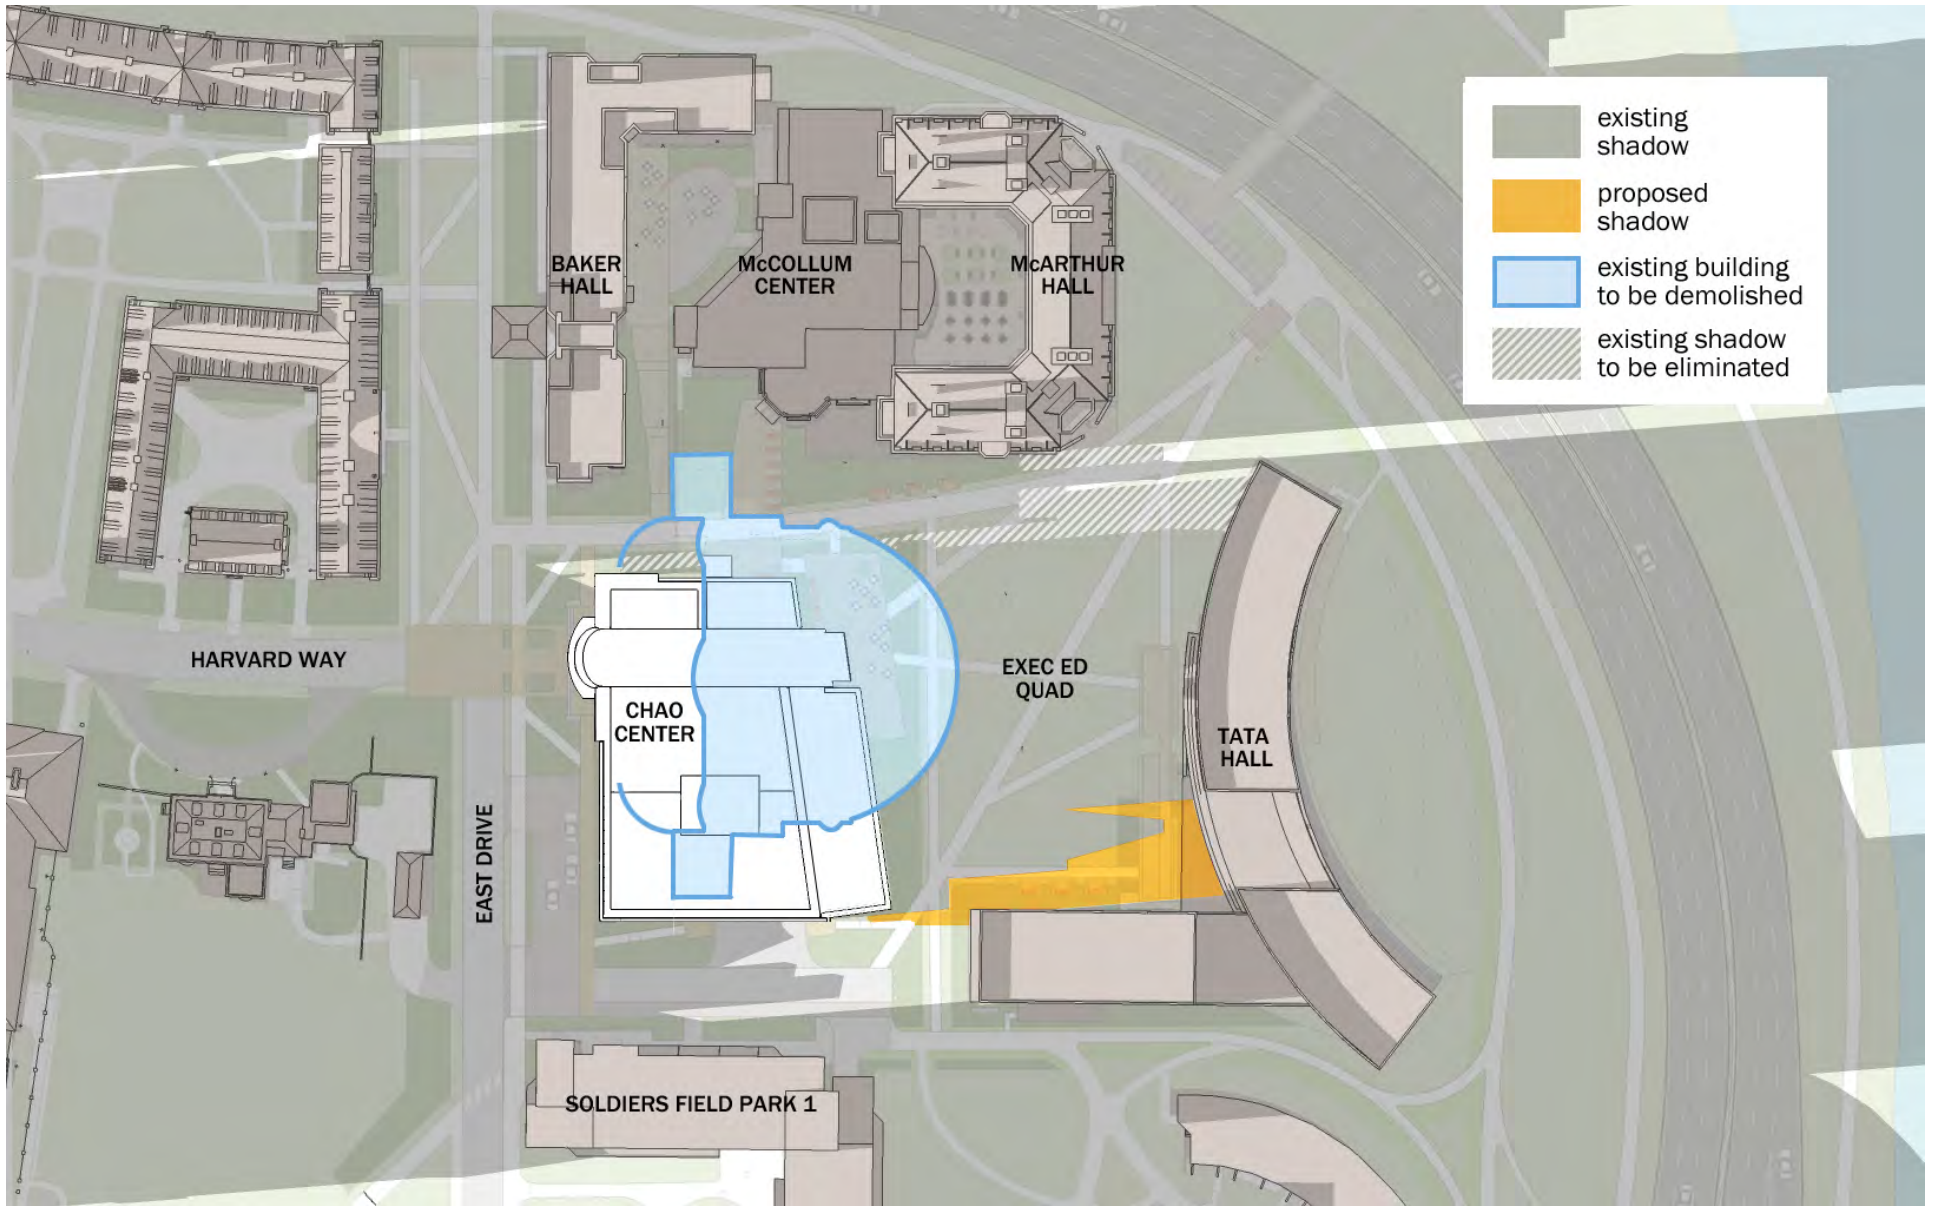 existing
shadow
proposed
shadow
existing building
to be demolished
existing shadow
to be eliminated
BAKER
HALL
McCOLLUM
CENTER
McARTHUR
HALL
HARVARD WAY
EXEC ED
QUAD
CHAO
CENTER
TATA
HALL
EAST DRIVE
SOLDIERS FIELD PARK 1